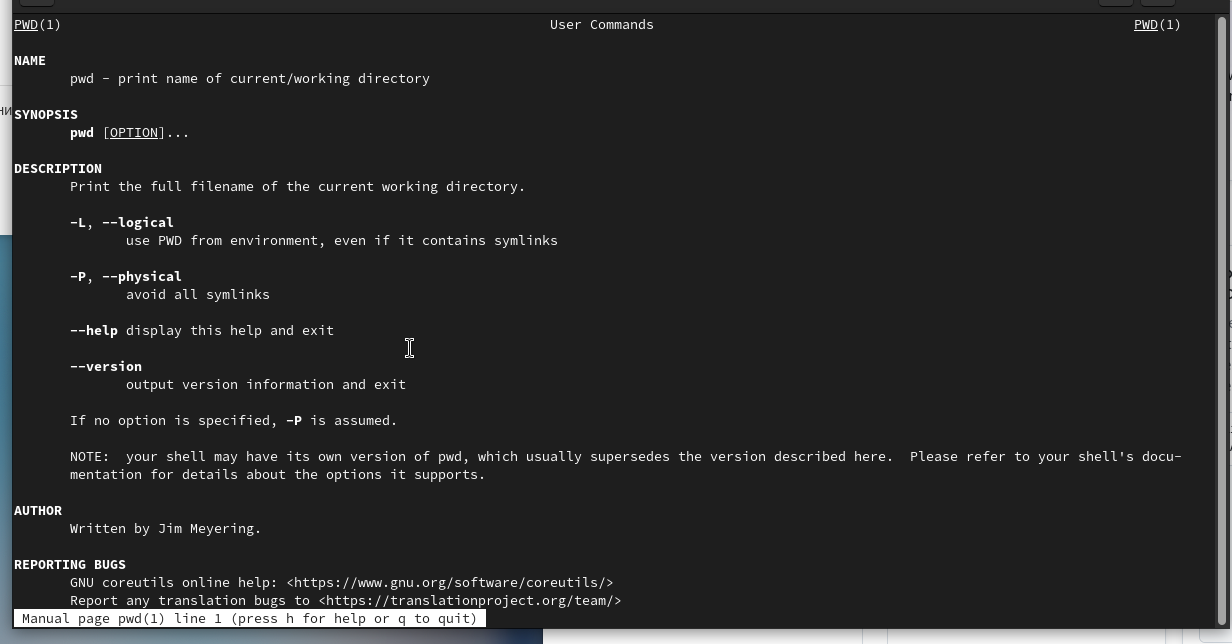 PWD(1) User Commands PWD(1)
NAME
pwd - print name of current/working directory
SYNOPSIS
pwd [OPTION]...
DESCRIPTION
Print the full filename of the current working directory.
-L, --logical
use PWD from environment, even if it contains symlinks
-P, --physical
avoid all symlinks
--help display this help and exit
--version
output version information and exit
If no option is specified, -P is assumed.
NOTE:  your shell may have its own version of pwd, which usually supersedes the version described here.  Please refer to your shell's docu-
mentation for details about the options it supports.
AUTHOR
Written by Jim Meyering.
REPORTING BUGS
GNU coreutils online help: <https://www.gnu.org/software/coreutils/>
Report any translation bugs to <https://translationproject.org/team/>
Manual page pwd(1) line 1 (press h for help or q to quit)